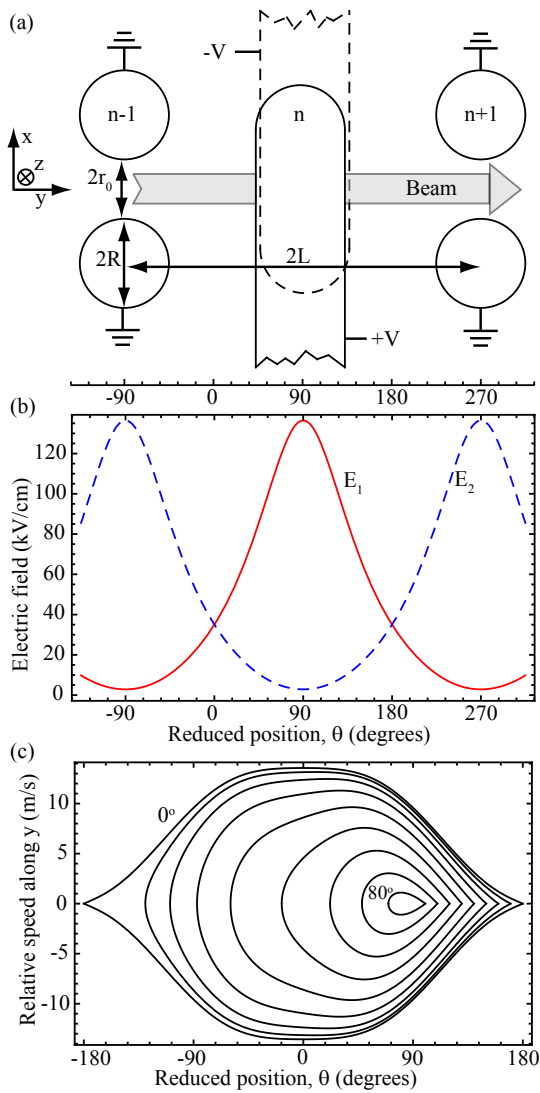 (a)
-V
n-1
n
n+1
x
z
y
2r₀
Beam
2R
2L
+V
-90 0 90 180 270
(b)
Electric field (kV/cm)
120
100
80
60
40
20
0
E₁
E₂
-90 0 90 180 270
Reduced position, θ (degrees)
(c)
Relative speed along y (m/s)
10
5
0
-5
-10
0°
80°
-180 -90 0 90 180
Reduced position, θ (degrees)